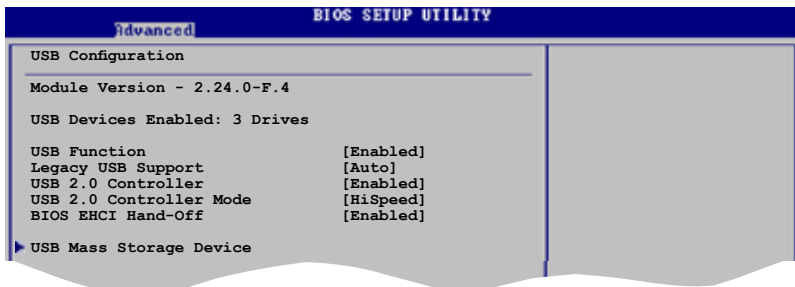 BIOS SETUP UTILITY
Advanced
USB Configuration
Module Version - 2.24.0-F.4
USB Devices Enabled: 3 Drives
USB Function [Enabled]
Legacy USB Support [Auto]
USB 2.0 Controller [Enabled]
USB 2.0 Controller Mode [HiSpeed]
BIOS EHCI Hand-Off [Enabled]
USB Mass Storage Device